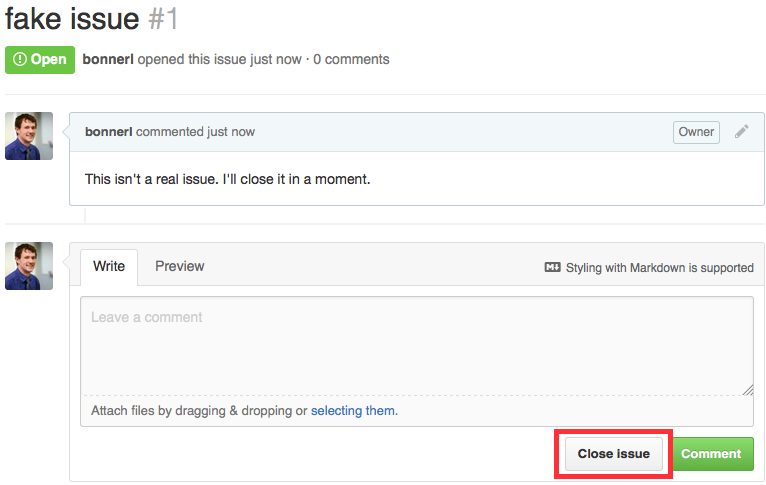 fake issue #1
Open bonnerl opened this issue just now · 0 comments
bonnerl commented just now Owner
This isn't a real issue. I'll close it in a moment.
Write Preview Styling with Markdown is supported
Leave a comment
Attach files by dragging & dropping or selecting them.
Close issue Comment